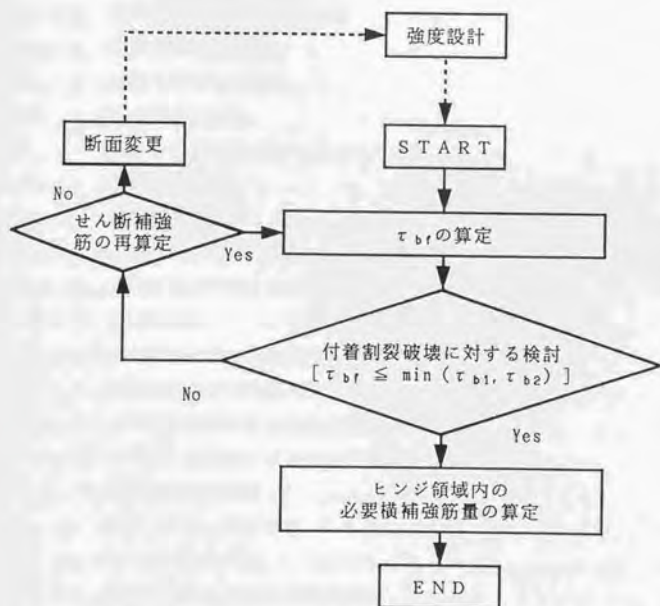 強度設計
断面変更
START
No
せん断補強
筋の再算定
Yes
τbfの算定
付着割裂破壊に対する検討
[τbf ≦ min (τb1, τb2)]
No
Yes
ヒンジ領域内の
必要横補強筋量の算定
END